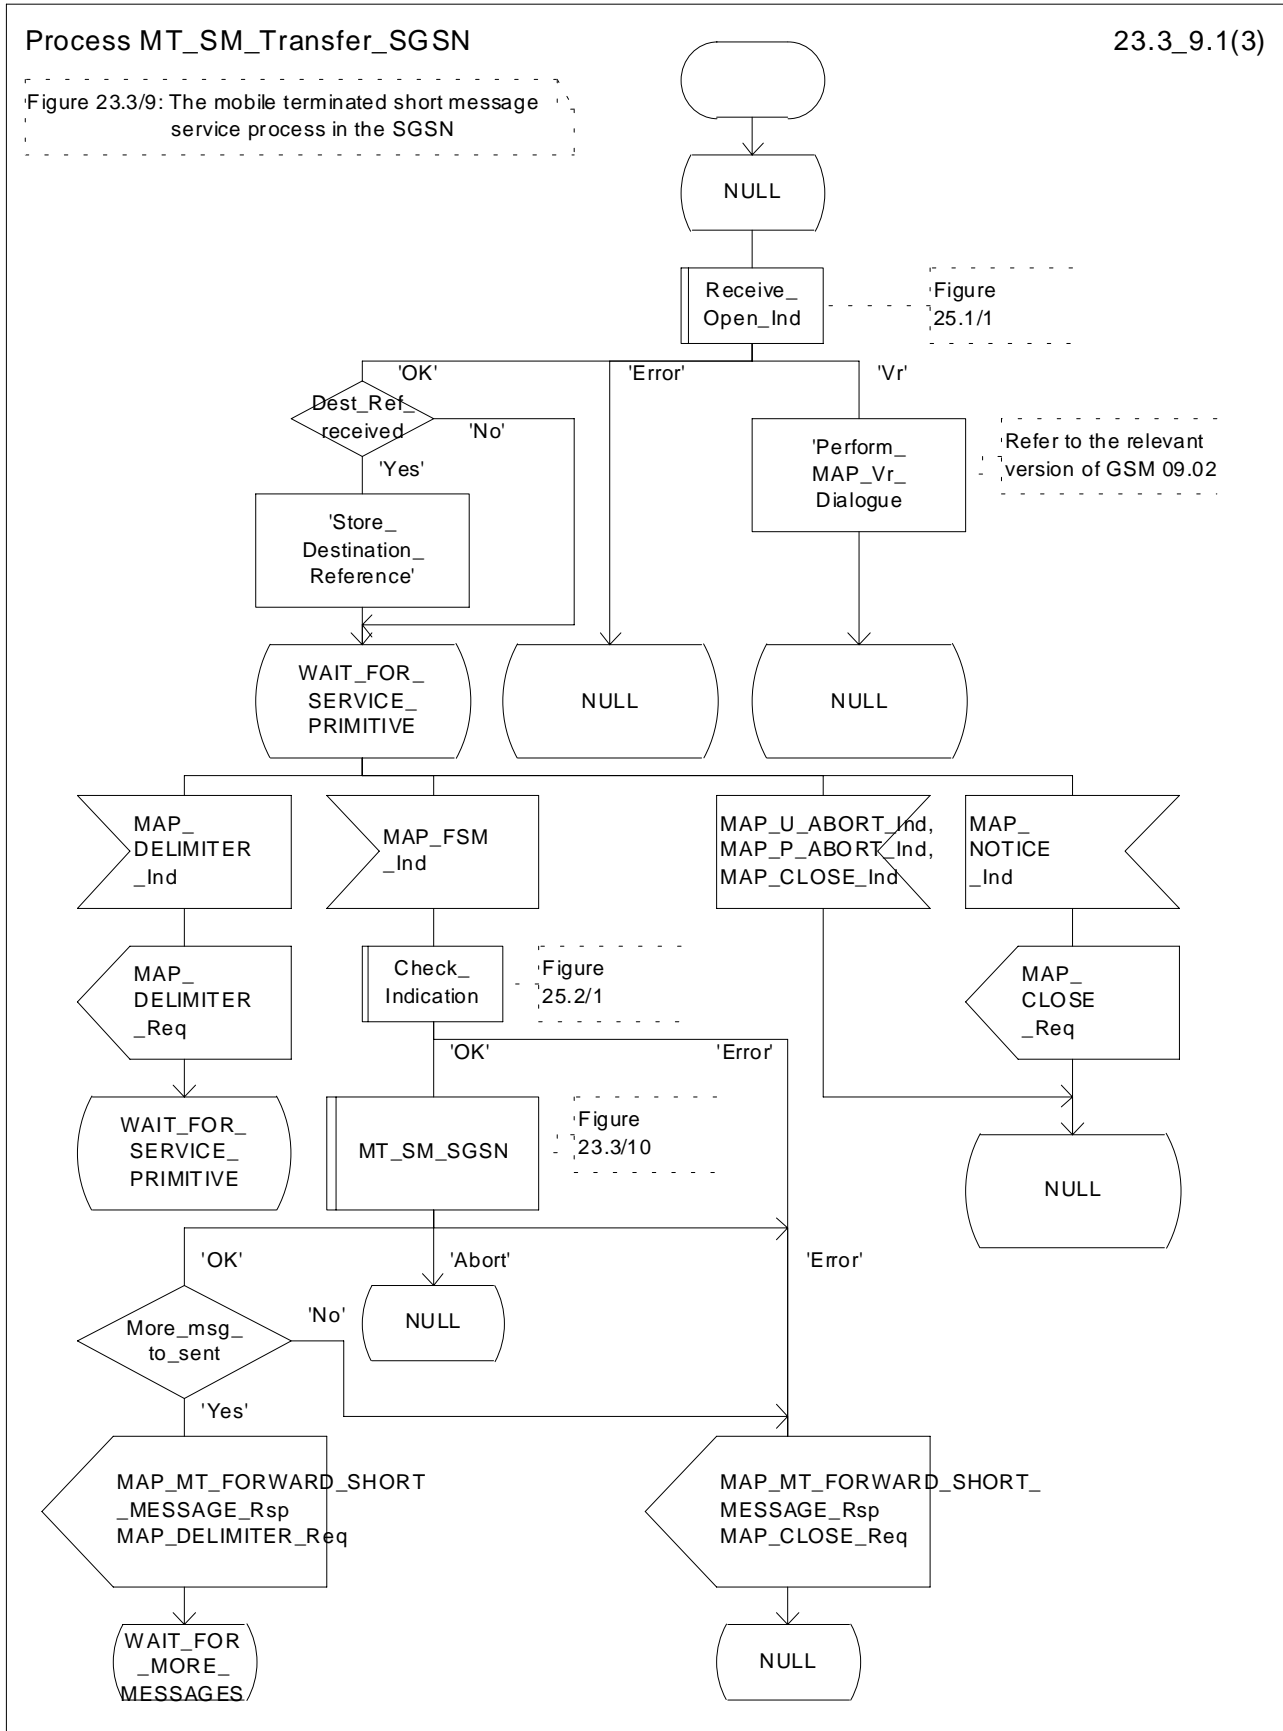 Process MT_SM_Transfer_SGSN
23.3_9.1(3)
Figure 23.3/9: The mobile terminated short message
service process in the SGSN
NULL
Receive_
Open_Ind
Figure
25.1/1
'OK'
'Error'
'Vr'
Dest_Ref_
received
'No'
'Yes'
'Perform_
MAP_Vr_
Dialogue
Refer to the relevant
version of GSM 09.02
'Store_
Destination_
Reference'
WAIT_FOR_
SERVICE_
PRIMITIVE
NULL
NULL
MAP_
DELIMITER
_Ind
MAP_FSM
_Ind
MAP_U_ABORT_Ind,
MAP_P_ABORT_Ind,
MAP_CLOSE_Ind
MAP_
NOTICE
_Ind
MAP_
DELIMITER
_Req
Check_
Indication
Figure
25.2/1
MAP_
CLOSE
_Req
'OK'
'Error'
WAIT_FOR_
SERVICE_
PRIMITIVE
MT_SM_SGSN
Figure
23.3/10
NULL
'OK'
'Abort'
'Error'
More_msg_
to_sent
'No'
NULL
'Yes'
MAP_MT_FORWARD_SHORT
_MESSAGE_Rsp
MAP_DELIMITER_Req
MAP_MT_FORWARD_SHORT_
MESSAGE_Rsp
MAP_CLOSE_Req
WAIT_FOR
_MORE_
MESSAGES
NULL